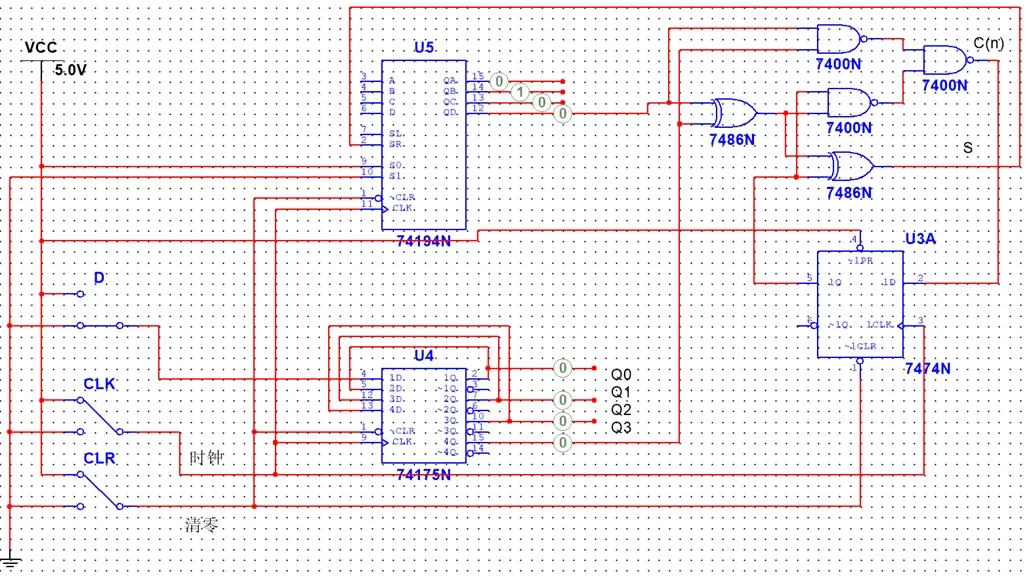 VCC
5.0V
U5
3 A QA 15 0
4 B QB 14 1
5 C QC 13 0
6 D QD 12 0
7 SL
2 SR
9 S0
10 S1
1 ~CLR
11 CLK
74194N
7400N
7400N
7400N
C(n)
7486N
7486N
S
U3A
4
~1PR
5 1Q 1D 2
6 ~1Q 1CLK 3
~1CLR
1
7474N
D
U4
4 1D 1Q 2 0
5 2D ~1Q 3
12 3D 2Q 7 0
13 4D ~2Q 6
3Q 10 0
1 ~CLR ~3Q 11
9 CLK 4Q 15 0
~4Q 14
74175N
Q0
Q1
Q2
Q3
CLK
时钟
CLR
清零